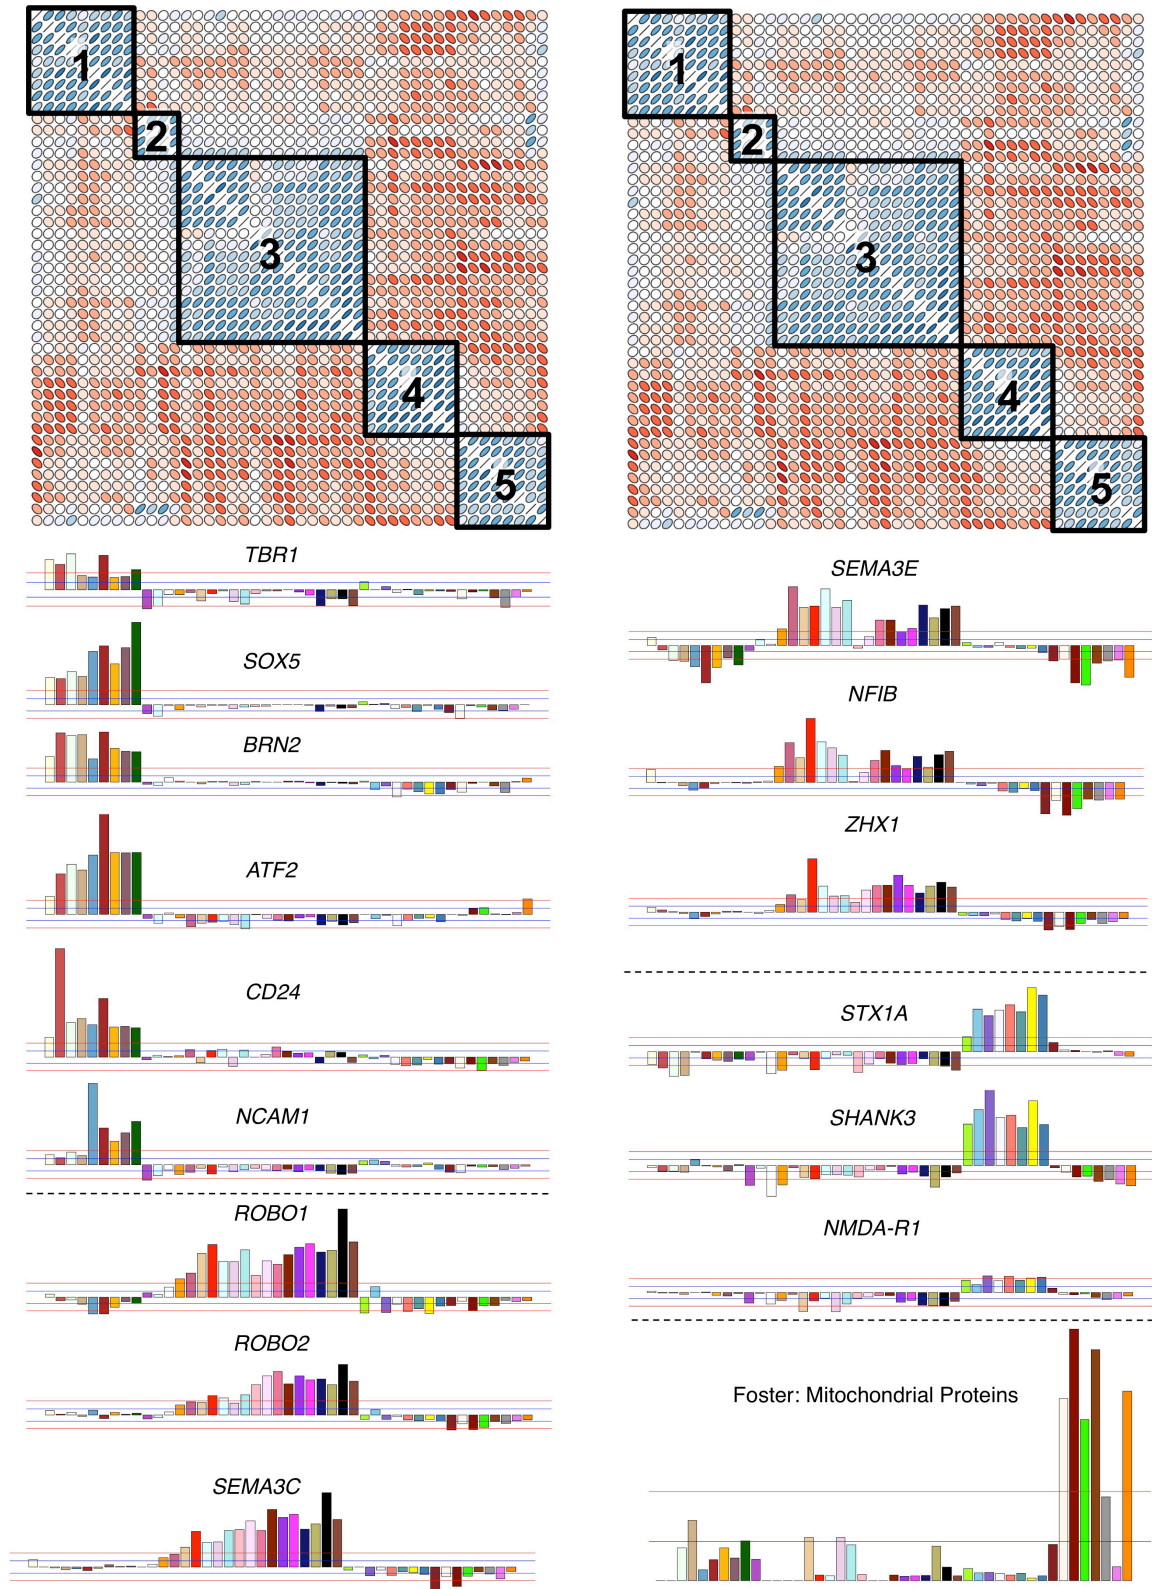 1
2
3
4
5
TBR1
SOX5
BRN2
ATF2
CD24
NCAM1
ROBO1
ROBO2
SEMA3C
1
2
3
4
5
SEMA3E
NFIB
ZHX1
STX1A
SHANK3
NMDA-R1
Foster: Mitochondrial Proteins